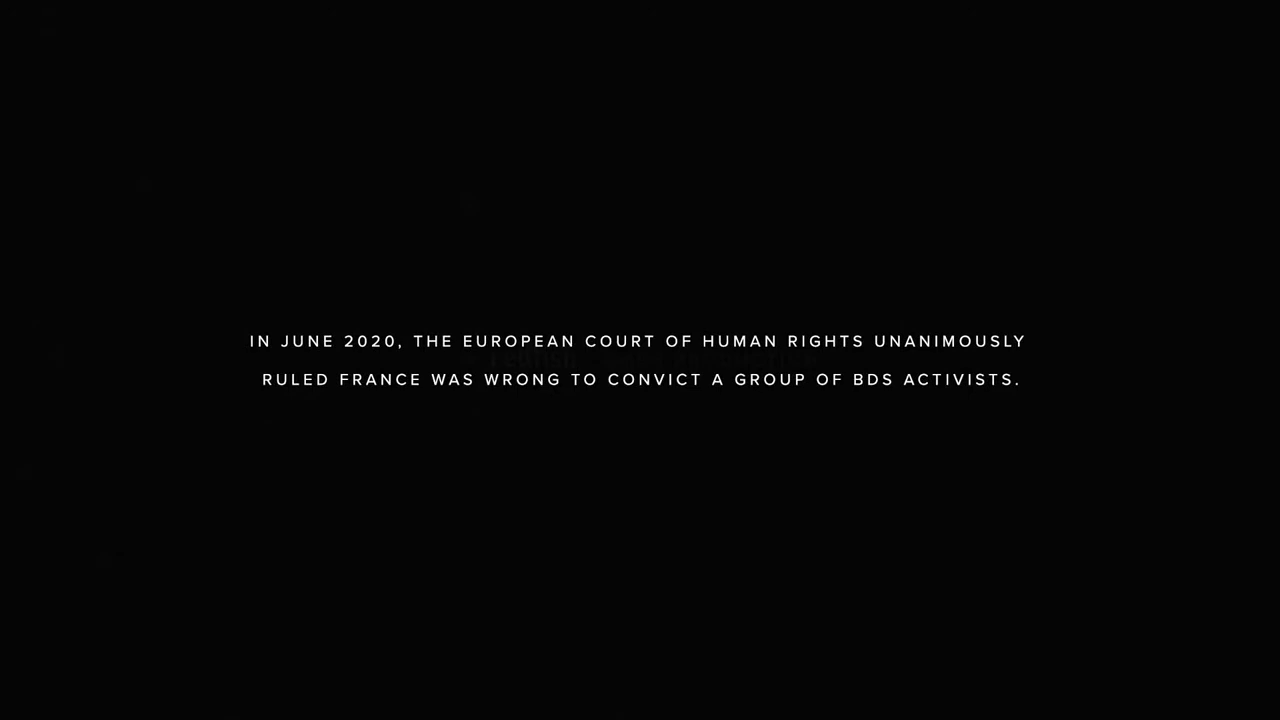 IN JUNE 2020, THE EUROPEAN COURT OF HUMAN RIGHTS UNANIMOUSLY
RULED FRANCE WAS WRONG TO CONVICT A GROUP OF BDS ACTIVISTS.